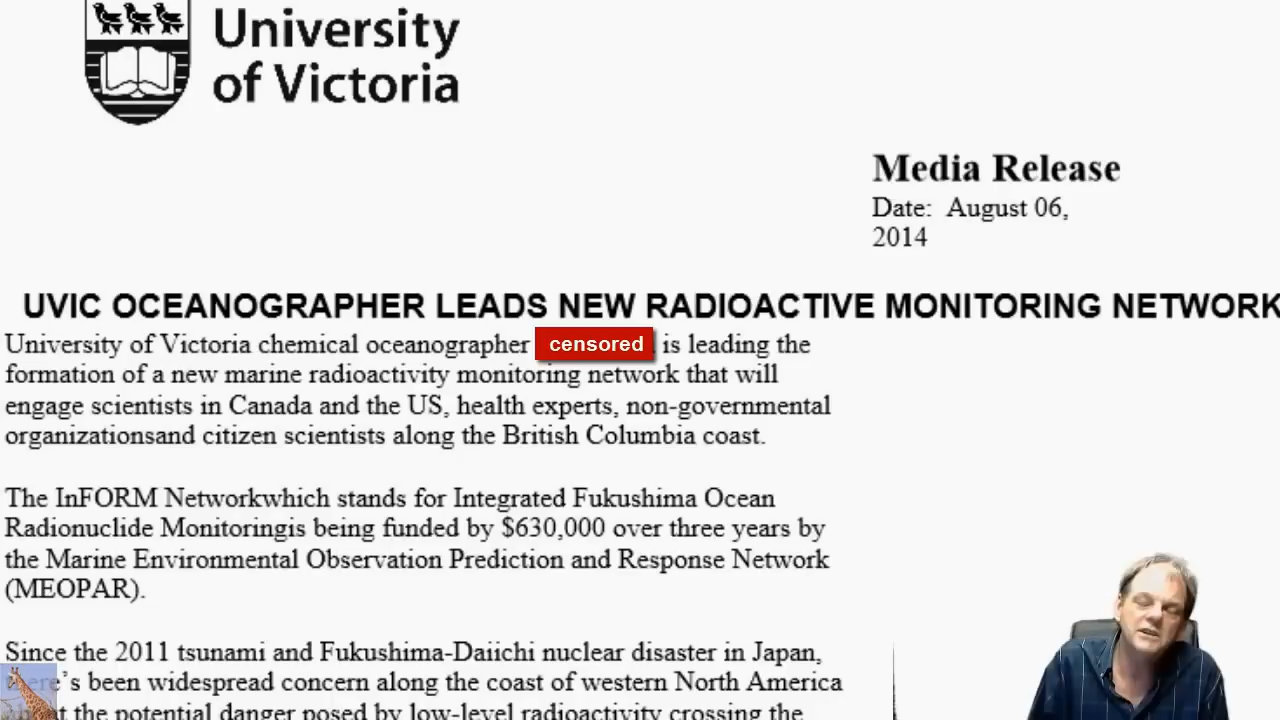 University
of Victoria
Media Release
Date: August 06,
2014
UVIC OCEANOGRAPHER LEADS NEW RADIOACTIVE MONITORING NETWORK
University of Victoria chemical oceanographer censored is leading the
formation of a new marine radioactivity monitoring network that will
engage scientists in Canada and the US, health experts, non-governmental
organizationsand citizen scientists along the British Columbia coast.
The InFORM Networkwhich stands for Integrated Fukushima Ocean
Radionuclide Monitoringis being funded by $630,000 over three years by
the Marine Environmental Observation Prediction and Response Network
(MEOPAR).
Since the 2011 tsunami and Fukushima-Daiichi nuclear disaster in Japan,
been widespread concern along the coast of western North America
the potential danger posed by low-level radioactivity crossing the